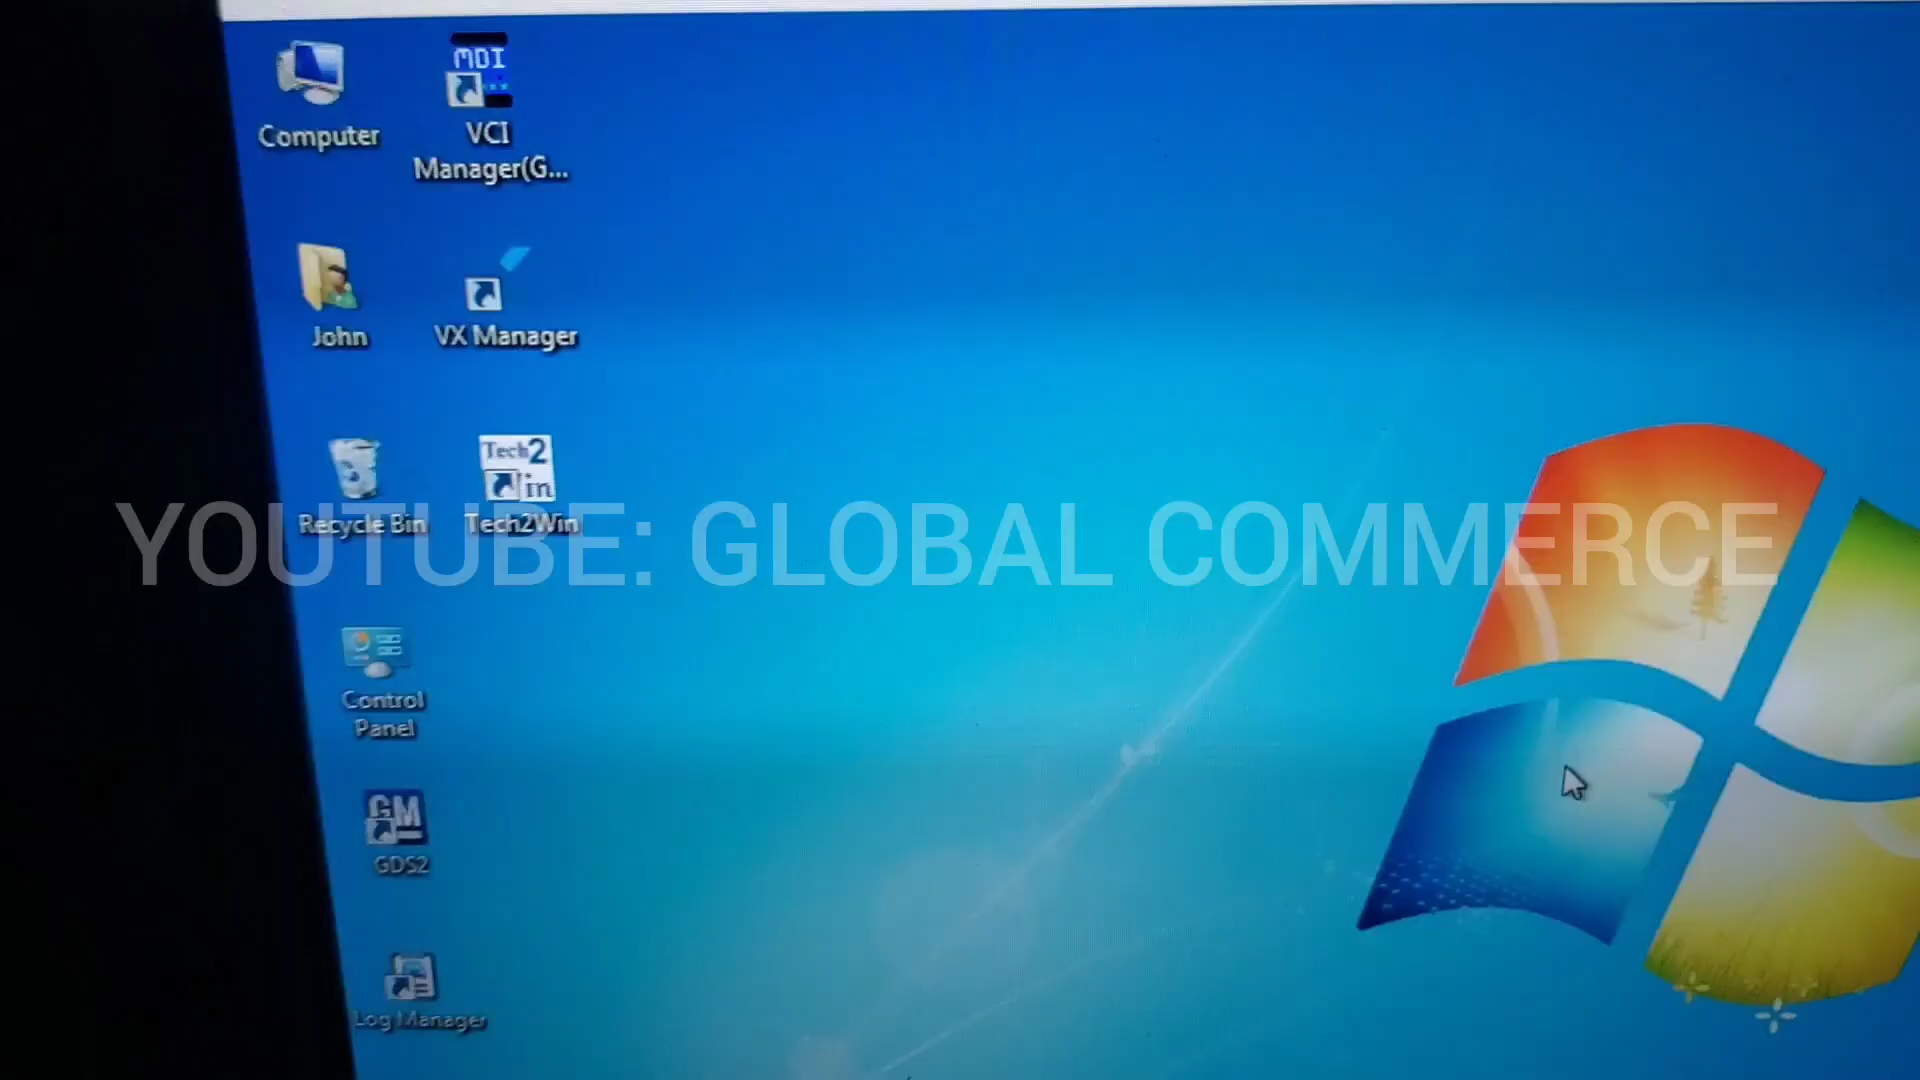 Computer
MDI
VCI
Manager(G...
John
VX Manager
Tech2
in
Recycle Bin
Tech2Win
YOUTUBE: GLOBAL COMMERCE
Control
Panel
GM
GDS2
Log Manager